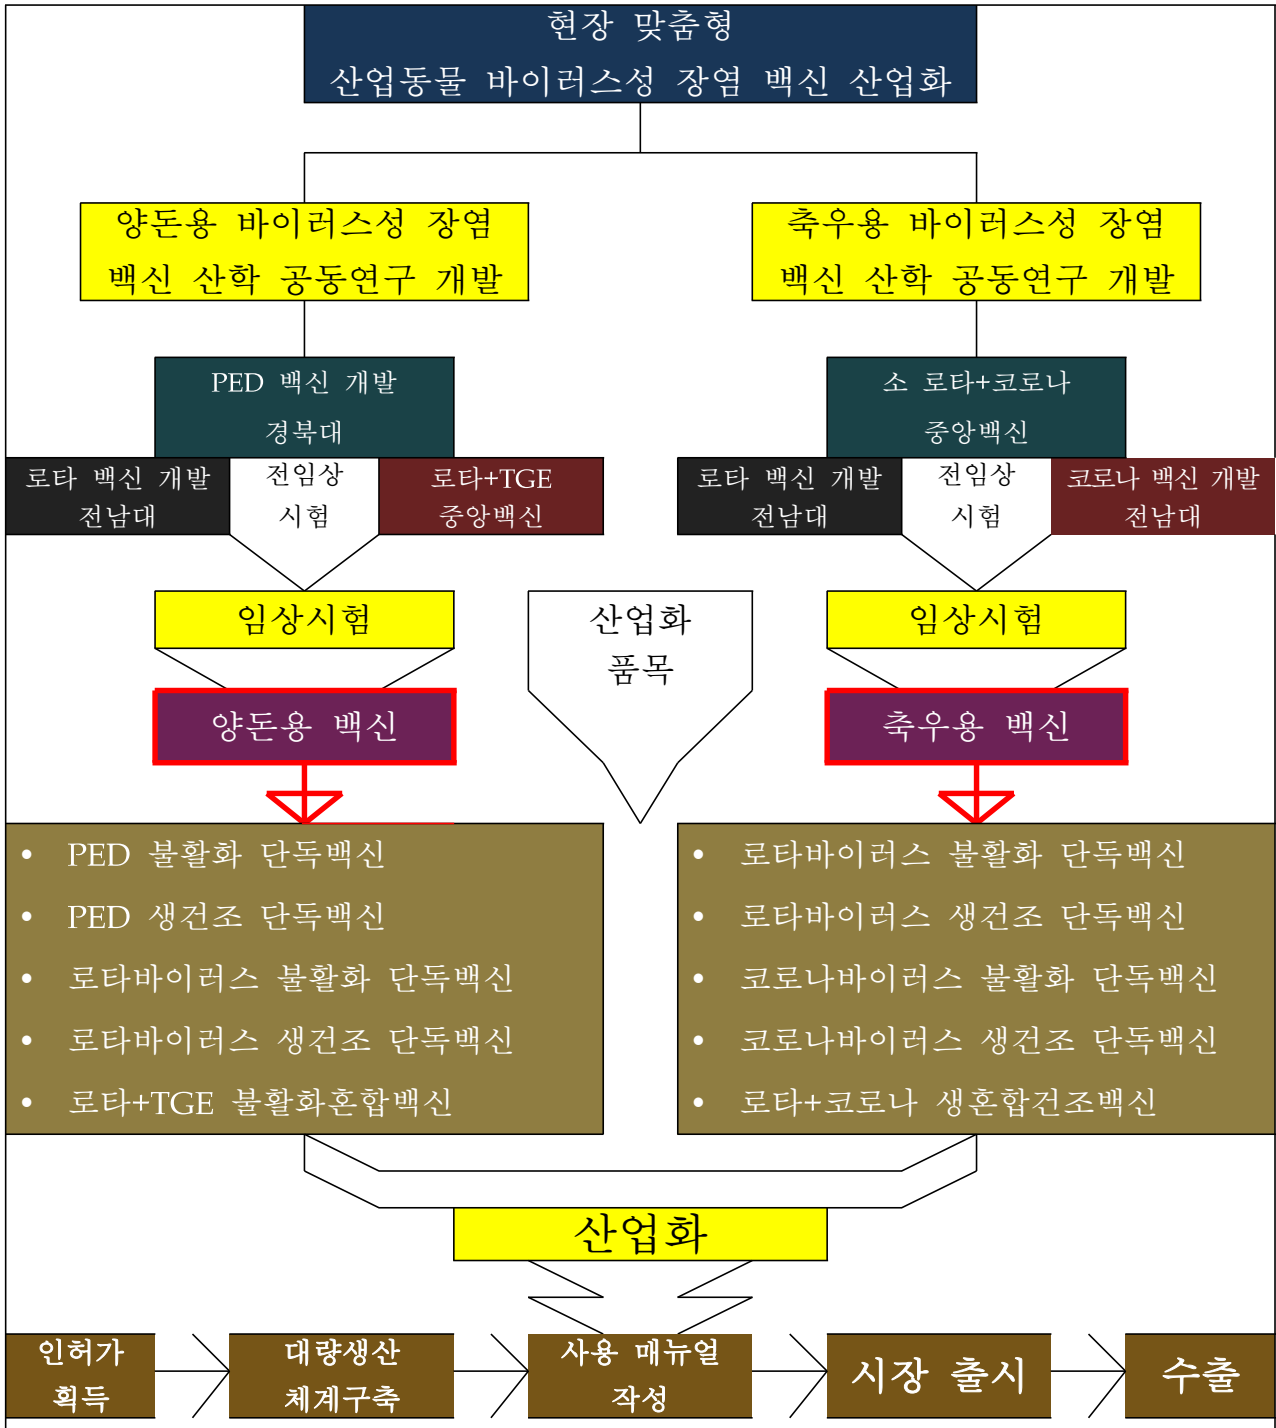 현장 맞춤형
산업동물 바이러스성 장염 백신 산업화
양돈용 바이러스성 장염
백신 산학 공동연구 개발
축우용 바이러스성 장염
백신 산학 공동연구 개발
PED 백신 개발
경북대
로타 백신 개발
전남대
전임상
시험
로타+TGE
중앙백신
소 로타+코로나
중앙백신
로타 백신 개발
전남대
전임상
시험
코로나 백신 개발
전남대
임상시험
산업화
품목
임상시험
양돈용 백신
축우용 백신
• PED 불활화 단독백신
• PED 생건조 단독백신
• 로타바이러스 불활화 단독백신
• 로타바이러스 생건조 단독백신
• 로타+TGE 불활화혼합백신
• 로타바이러스 불활화 단독백신
• 로타바이러스 생건조 단독백신
• 코로나바이러스 불활화 단독백신
• 코로나바이러스 생건조 단독백신
• 로타+코로나 생혼합건조백신
산업화
인허가
획득
대량생산
체계구축
사용 매뉴얼
작성
시장 출시
수출